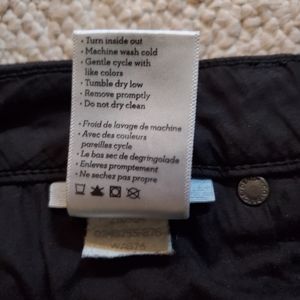 • Turn inside out
• Machine wash cold
• Gentle cycle with
like colors
• Tumble dry low
• Remove promptly
• Do not dry clean
• Froid de lavage de machine
• Avec des couleurs
pareilles cycle
• Le bas sec de degringolade
• Enleves promptement
• Ne sechez pas propre